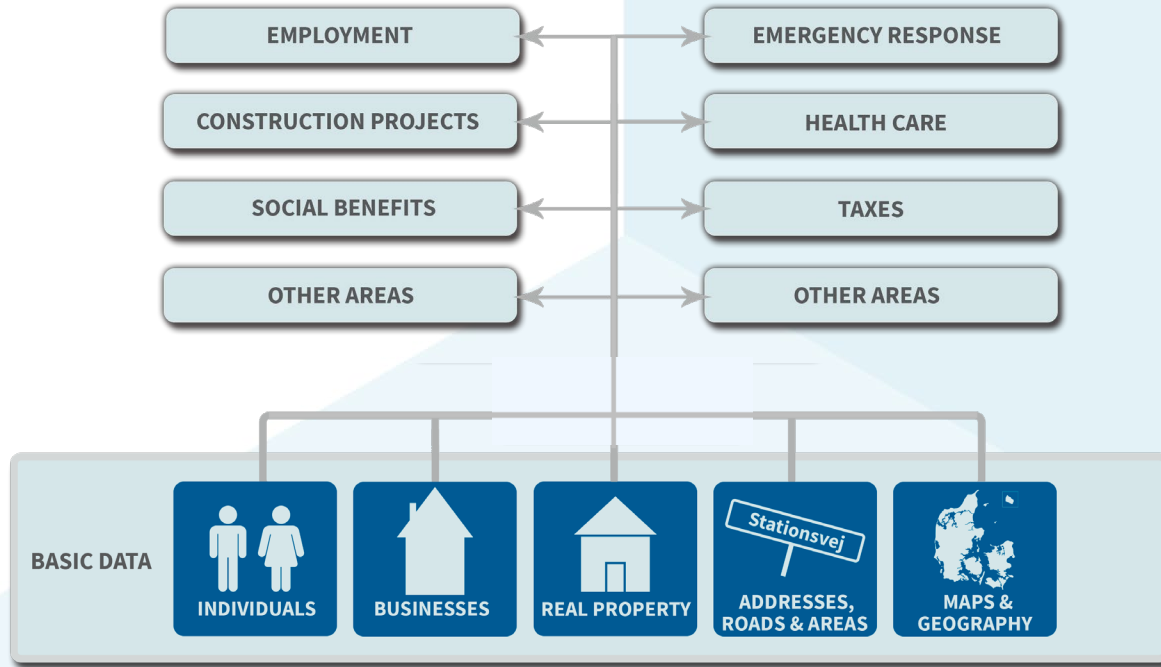 EMPLOYMENT
EMERGENCY RESPONSE
CONSTRUCTION PROJECTS
HEALTH CARE
SOCIAL BENEFITS
TAXES
OTHER AREAS
OTHER AREAS
BASIC DATA
INDIVIDUALS
BUSINESSES
REAL PROPERTY
Stationsvej
ADDRESSES,
ROADS & AREAS
MAPS &
GEOGRAPHY